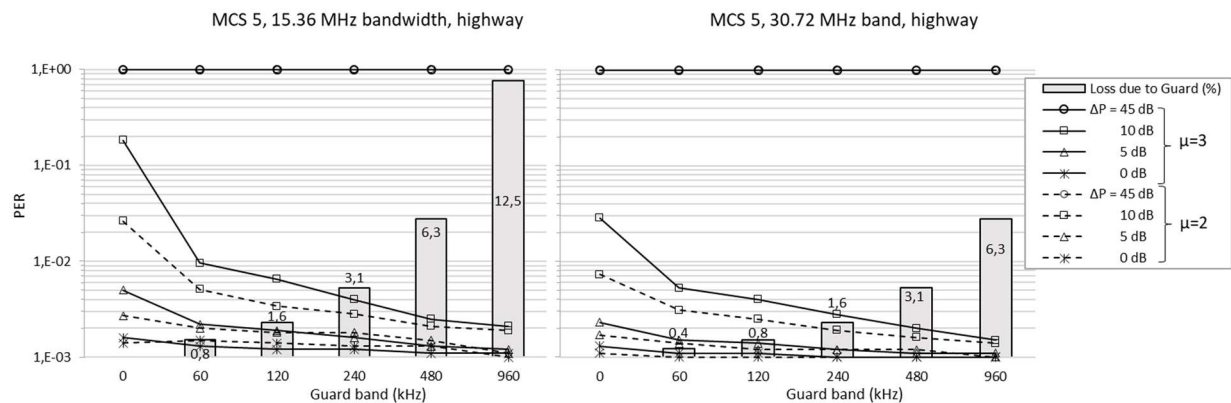 MCS 5, 15.36 MHz bandwidth, highway
MCS 5, 30.72 MHz band, highway
PER
1,E+00
1,E-01
1,E-02
1,E-03
0,8
1,6
3,1
6,3
12,5
0 60 120 240 480 960
Guard band (kHz)
0,4
0,8
1,6
3,1
6,3
0 60 120 240 480 960
Guard band (kHz)
Loss due to Guard (%)
ΔP = 45 dB
10 dB
5 dB
0 dB
μ=3
ΔP = 45 dB
10 dB
5 dB
0 dB
μ=2